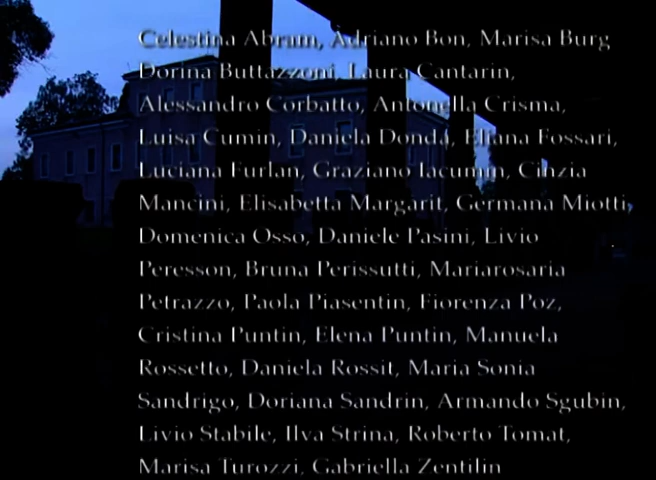 Celestina Abram, Adriano Bon, Marisa Burg
Dorina Buttazzoni, Laura Cantarin,
Alessandro Corbatto, Antonella Crisma,
Luisa Cumin, Daniela Donda, Eliana Fossari,
Luciana Furlan, Graziano Iacumin, Cinzia
Mancini, Elisabetta Margarit, Germana Miotti,
Domenica Osso, Daniele Pasini, Livio
Peresson, Bruna Perissutti, Mariarosaria
Petrazzo, Paola Piasentin, Fiorenza Poz,
Cristina Puntin, Elena Puntin, Manuela
Rossetto, Daniela Rossit, Maria Sonia
Sandrigo, Doriana Sandrin, Armando Sgubin,
Livio Stabile, Ilva Strina, Roberto Tomat,
Marisa Turozzi, Gabriella Zentilin